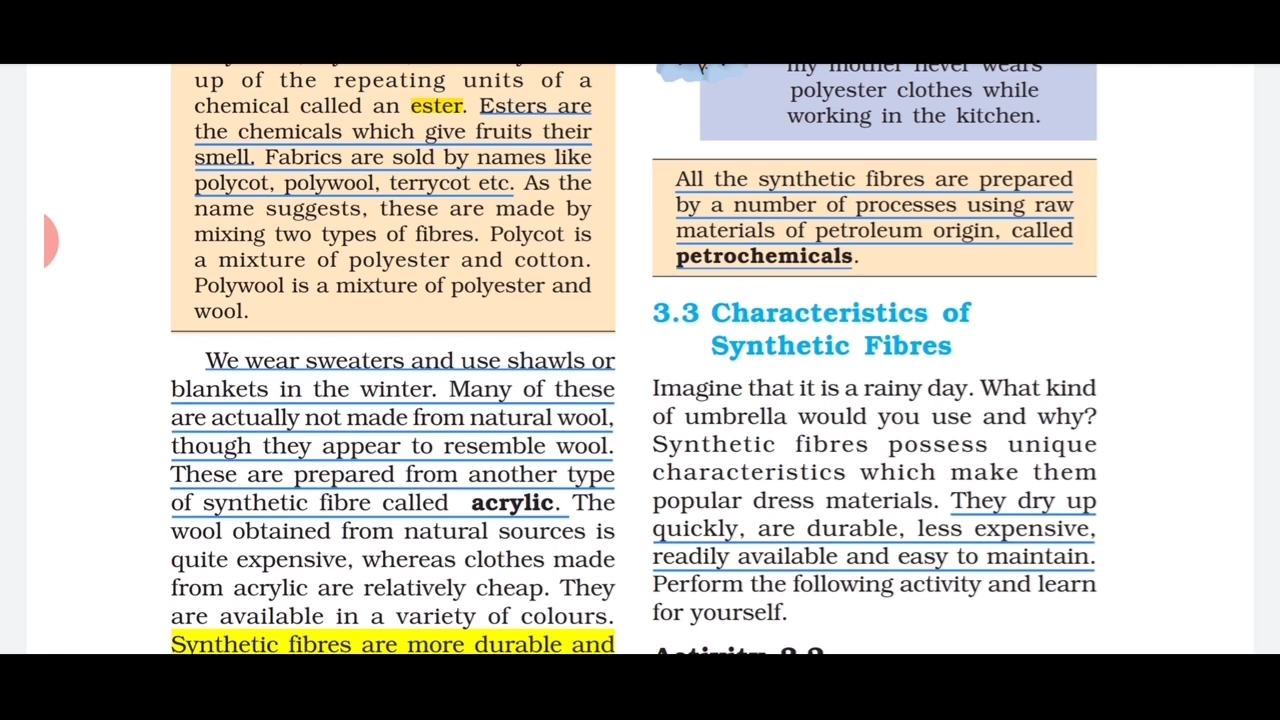 up of the repeating units of a
chemical called an ester. Esters are
the chemicals which give fruits their
smell. Fabrics are sold by names like
polycot, polywool, terrycot etc. As the
name suggests, these are made by
mixing two types of fibres. Polycot is
a mixture of polyester and cotton.
Polywool is a mixture of polyester and
wool.
We wear sweaters and use shawls or
blankets in the winter. Many of these
are actually not made from natural wool,
though they appear to resemble wool.
These are prepared from another type
of synthetic fibre called acrylic. The
wool obtained from natural sources is
quite expensive, whereas clothes made
from acrylic are relatively cheap. They
are available in a variety of colours.
Synthetic fibres are more durable and
my mother never wears
polyester clothes while
working in the kitchen.
All the synthetic fibres are prepared
by a number of processes using raw
materials of petroleum origin, called
petrochemicals.
3.3 Characteristics of
Synthetic Fibres
Imagine that it is a rainy day. What kind
of umbrella would you use and why?
Synthetic fibres possess unique
characteristics which make them
popular dress materials. They dry up
quickly, are durable, less expensive,
readily available and easy to maintain.
Perform the following activity and learn
for yourself.